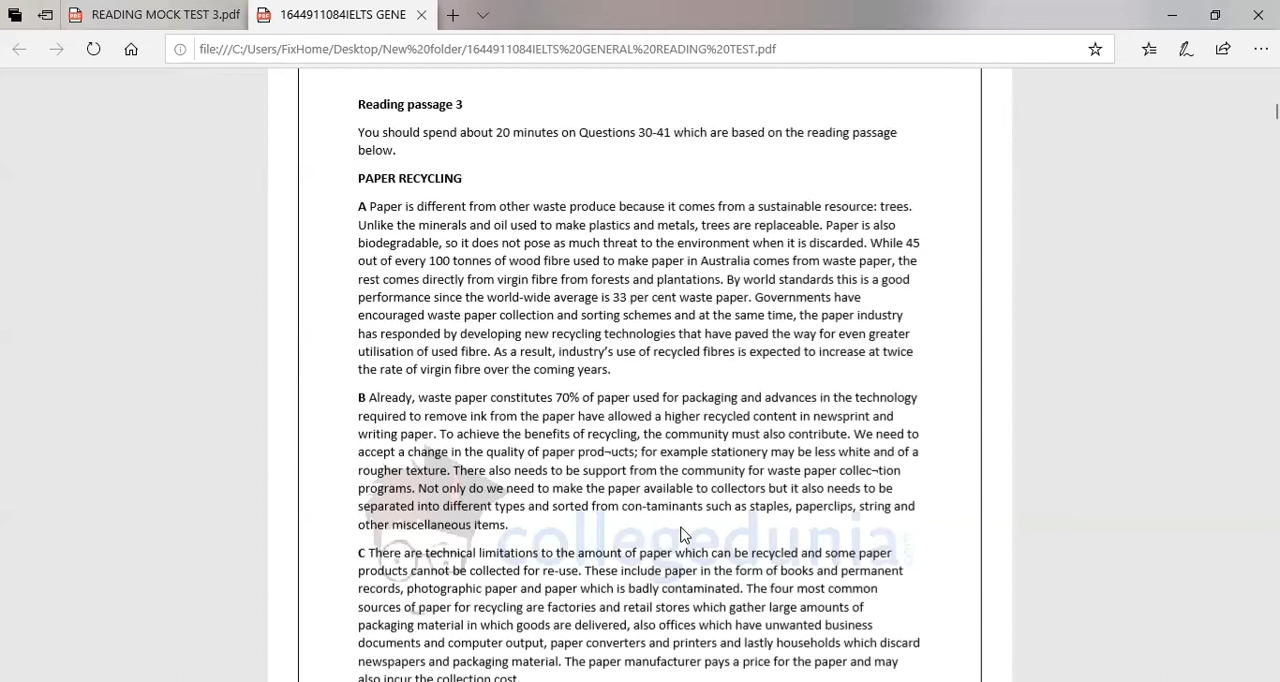 READING MOCK TEST 3.pdf
1644911084IELTS GENE
file:///C:/Users/FixHome/Desktop/New%20folder/1644911084IELTS%20GENERAL%20READING%20TEST.pdf
Reading passage 3
You should spend about 20 minutes on Questions 30-41 which are based on the reading passage
below.
PAPER RECYCLING
A Paper is different from other waste produce because it comes from a sustainable resource: trees.
Unlike the minerals and oil used to make plastics and metals, trees are replaceable. Paper is also
biodegradable, so it does not pose as much threat to the environment when it is discarded. While 45
out of every 100 tonnes of wood fibre used to make paper in Australia comes from waste paper, the
rest comes directly from virgin fibre from forests and plantations. By world standards this is a good
performance since the world-wide average is 33 per cent waste paper. Governments have
encouraged waste paper collection and sorting schemes and at the same time, the paper industry
has responded by developing new recycling technologies that have paved the way for even greater
utilisation of used fibre. As a result, industry's use of recycled fibres is expected to increase at twice
the rate of virgin fibre over the coming years.
B Already, waste paper constitutes 70% of paper used for packaging and advances in the technology
required to remove ink from the paper have allowed a higher recycled content in newsprint and
writing paper. To achieve the benefits of recycling, the community must also contribute. We need to
accept a change in the quality of paper prod¬ucts; for example stationery may be less white and of a
rougher texture. There also needs to be support from the community for waste paper collec¬tion
programs. Not only do we need to make the paper available to collectors but it also needs to be
separated into different types and sorted from con-taminants such as staples, paperclips, string and
other miscellaneous items.
collegedunia
.com
C There are technical limitations to the amount of paper which can be recycled and some paper
products cannot be collected for re-use. These include paper in the form of books and permanent
records, photographic paper and paper which is badly contaminated. The four most common
sources of paper for recycling are factories and retail stores which gather large amounts of
packaging material in which goods are delivered, also offices which have unwanted business
documents and computer output, paper converters and printers and lastly households which discard
newspapers and packaging material. The paper manufacturer pays a price for the paper and may
also incur the collection cost.